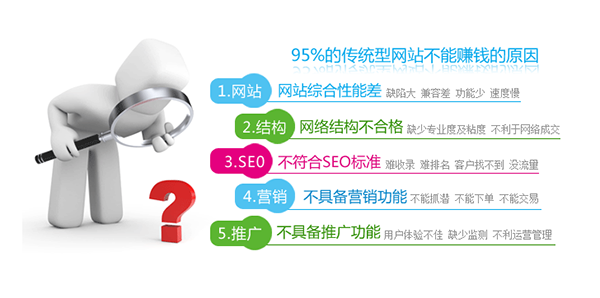 95%的传统型网站不能赚钱的原因
1.网站 网站综合性能差 缺陷大 兼容差 功能少 速度慢
2.结构 网络结构不合格 缺少专业度及粘度 不利于网络成交
3.SEO 不符合SEO标准 难收录 难排名 客户找不到 没流量
4.营销 不具备营销功能 不能抓潜 不能下单 不能交易
5.推广 不具备推广功能 用户体验不佳 缺少监测 不利运营管理
?